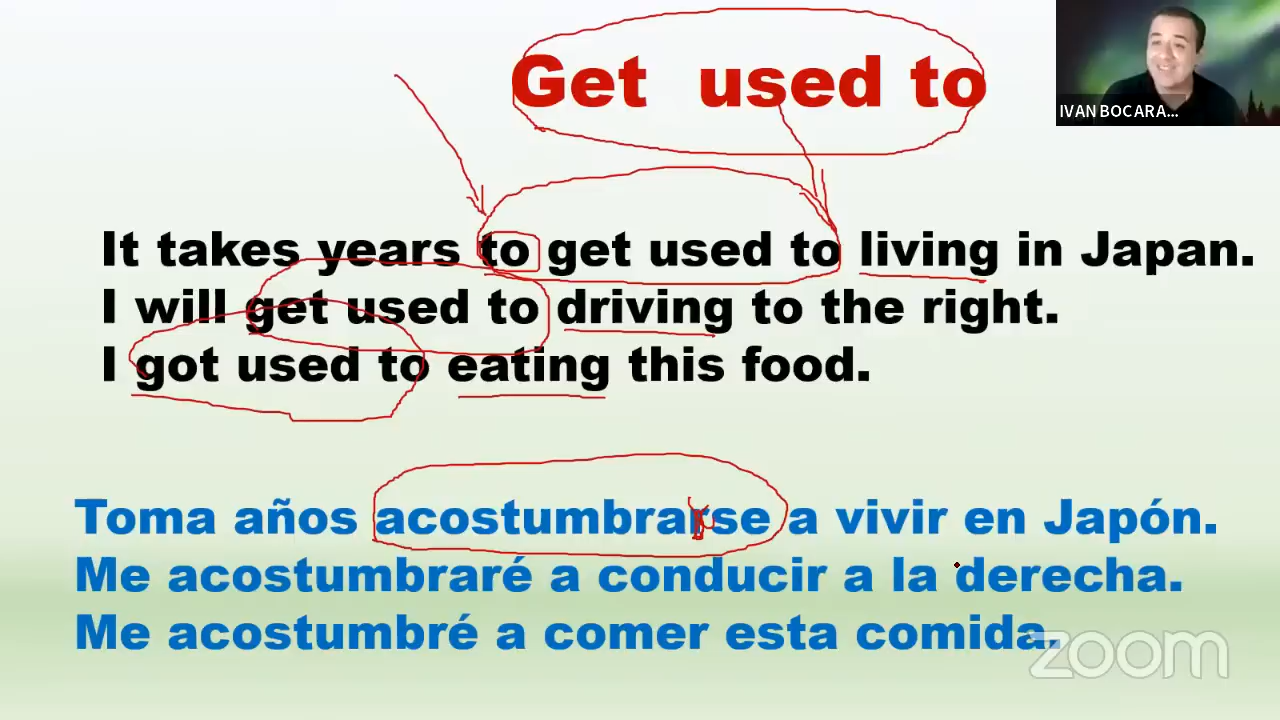 Get used to
IVAN BOCARA...
It takes years to get used to living in Japan.
I will get used to driving to the right.
I got used to eating this food.
Toma años acostumbrarse a vivir en Japón.
Me acostumbraré a conducir a la derecha.
Me acostumbré a comer esta comida.
zoom